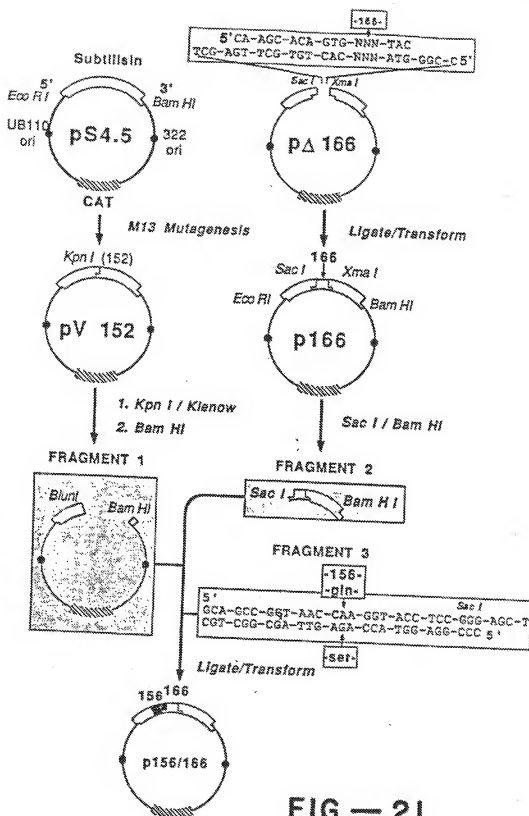 -166-
5'CA-AGC-ACA-GTG-NNN-TAC
TCG-AGT-TCG-TGT-CAC-NNN-ATG-GGC-C5'
Sac I
Xma I
Subtilisin
5'
3'
Eco RI
Bam HI
UB110 ori
322 ori
pS4.5
CAT
pΔ 166
M13 Mutagenesis
Ligate/Transform
Kpn I (152)
pV 152
166
Sac I
Xma I
Eco RI
Bam HI
p166
1. Kpn I / Klenow
2. Bam HI
Sac I / Bam HI
FRAGMENT 1
Blunt
Bam HI
FRAGMENT 2
Sac I
Bam H I
FRAGMENT 3
-156-
-gln-
5'
Sac I
GCA-GCC-GGT-AAC-CAA-GGT-ACC-TCC-GGG-AGC-T
CGT-CGG-CGA-TTG-AGA-CCA-TGG-AGG-CCC 5'
-ser-
Ligate/Transform
156 166
p156/166
FIG — 21